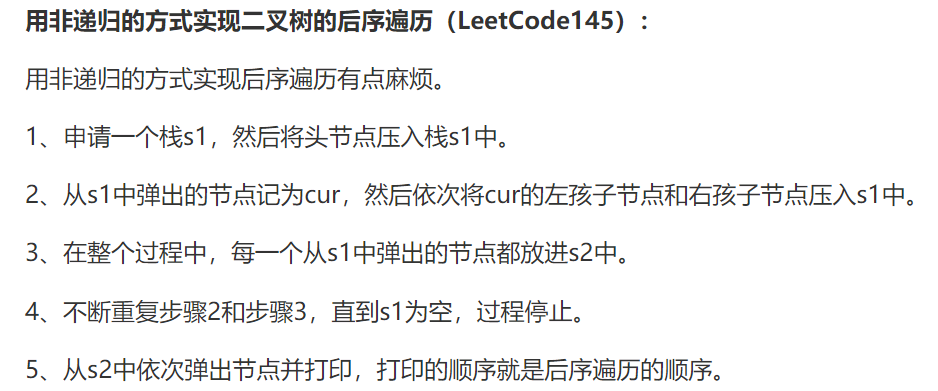 用非递归的方式实现二叉树的后序遍历（LeetCode145）：
用非递归的方式实现后序遍历有点麻烦。
1、申请一个栈s1，然后将头节点压入栈s1中。
2、从s1中弹出的节点记为cur，然后依次将cur的左孩子节点和右孩子节点压入s1中。
3、在整个过程中，每一个从s1中弹出的节点都放进s2中。
4、不断重复步骤2和步骤3，直到s1为空，过程停止。
5、从s2中依次弹出节点并打印，打印的顺序就是后序遍历的顺序。